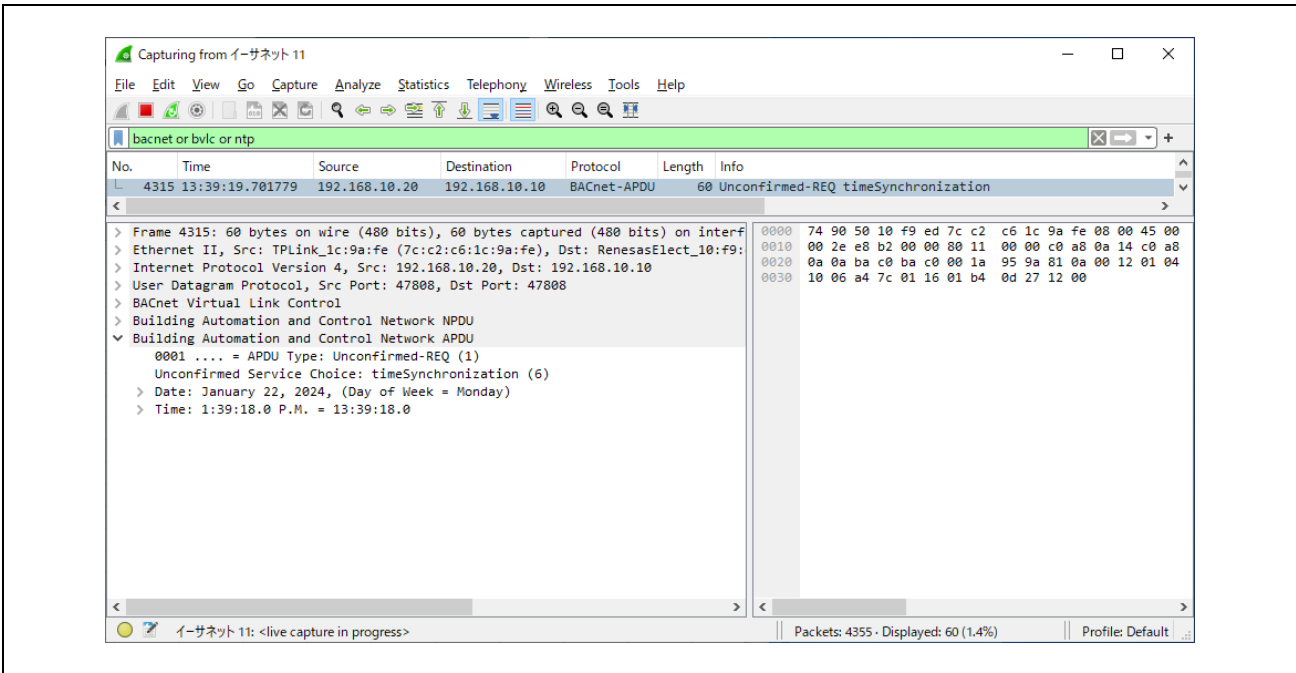 Capturing from イーサネット 11
File Edit View Go Capture Analyze Statistics Telephony Wireless Tools Help
bacnet or bvlc or ntp
No. Time Source Destination Protocol Length Info
4315 13:39:19.701779 192.168.10.20 192.168.10.10 BACnet-APDU 60 Unconfirmed-REQ timeSynchronization
Frame 4315: 60 bytes on wire (480 bits), 60 bytes captured (480 bits) on interf
Ethernet II, Src: TPLink_1c:9a:fe (7c:c2:c6:1c:9a:fe), Dst: RenesasElect_10:f9:
Internet Protocol Version 4, Src: 192.168.10.20, Dst: 192.168.10.10
User Datagram Protocol, Src Port: 47808, Dst Port: 47808
BACnet Virtual Link Control
Building Automation and Control Network NPDU
Building Automation and Control Network APDU
0001 .... = APDU Type: Unconfirmed-REQ (1)
Unconfirmed Service Choice: timeSynchronization (6)
Date: January 22, 2024, (Day of Week = Monday)
Time: 1:39:18.0 P.M. = 13:39:18.0
0000 74 90 50 10 f9 ed 7c c2 c6 1c 9a fe 08 00 45 00
0010 00 2e e8 b2 00 00 80 11 00 00 c0 a8 0a 14 c0 a8
0020 0a 0a ba c0 ba c0 00 1a 95 9a 81 0a 00 12 01 04
0030 10 06 a4 7c 01 16 01 b4 0d 27 12 00
イーサネット 11: <live capture in progress>
Packets: 4355 · Displayed: 60 (1.4%)
Profile: Default